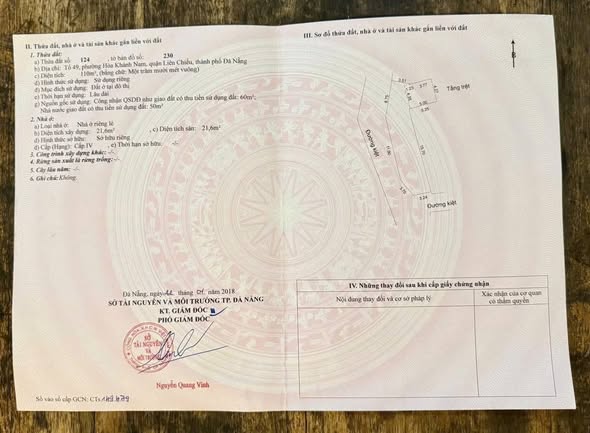 II. Thửa đất, nhà ở và tài sản khác gắn liền với đất
1. Thửa đất:
a) Thửa đất số: 124 , tờ bản đồ số: 230
b) Địa chỉ: Tổ 49, phường Hòa Khánh Nam, quận Liên Chiểu, thành phố Đà Nẵng
c) Diện tích: 110m², (bằng chữ: Một trăm mười mét vuông)
d) Hình thức sử dụng: Sử dụng riêng
đ) Mục đích sử dụng: Đất ở tại đô thị
e) Thời hạn sử dụng: Lâu dài
g) Nguồn gốc sử dụng: Công nhận QSDĐ như giao đất có thu tiền sử dụng đất: 60m²;
Nhà nước giao đất có thu tiền sử dụng đất: 50m²
2. Nhà ở:
a) Loại nhà ở: Nhà ở riêng lẻ
b) Diện tích xây dựng: 21,6m² , c) Diện tích sàn: 21,6m²
d) Hình thức sở hữu: Sở hữu riêng
đ) Cấp (Hạng): Cấp IV , e) Thời hạn sở hữu: -/-
3. Công trình xây dựng khác: -/-
4. Rừng sản xuất là rừng trồng: -/-
5. Cây lâu năm: -/-
6. Ghi chú: Không.
Đà Nẵng, ngày tháng năm 2018
SỞ TÀI NGUYÊN VÀ MÔI TRƯỜNG TP. ĐÀ NẴNG
KT. GIÁM ĐỐC
PHÓ GIÁM ĐỐC
SỞ
TÀI NGUYÊN
VÀ
MÔI TRƯỜNG
Nguyễn Quang Vinh
Số vào sổ cấp GCN: CTs
III. Sơ đồ thửa đất, nhà ở và tài sản khác gắn liền với đất
B
Tầng trệt
Đường kiệt
Đường kiệt
IV. Những thay đổi sau khi cấp giấy chứng nhận
Nội dung thay đổi và cơ sở pháp lý
Xác nhận của cơ quan
có thẩm quyền